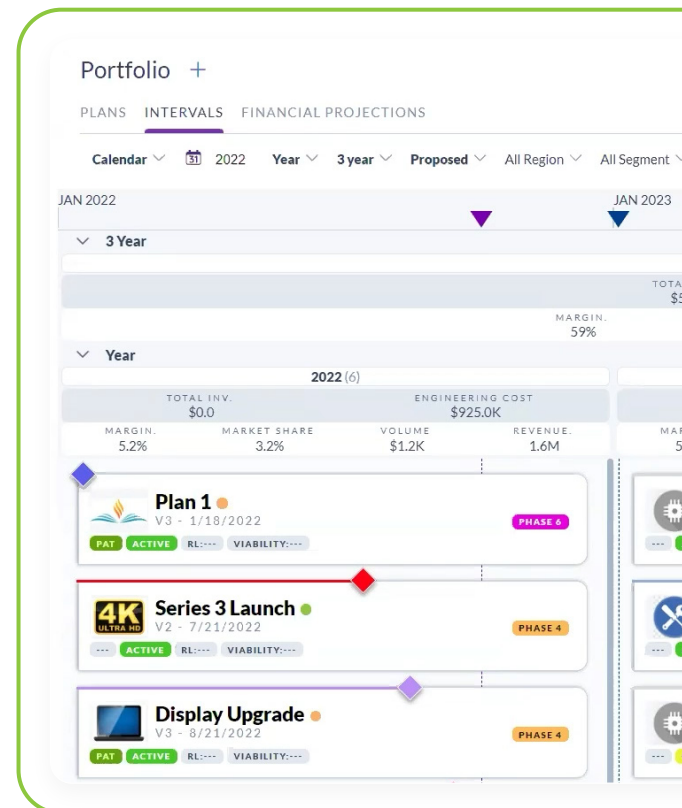 Portfolio +
PLANS INTERVALS FINANCIAL PROJECTIONS
Calendar 31 2022 Year 3 year Proposed All Region All Segment
JAN 2022 JAN 2023
3 Year
MARGIN.
59%
Year
2022 (6)
TOTAL INV. ENGINEERING COST
$0.0 $925.0K
MARGIN. MARKET SHARE VOLUME REVENUE.
5.2% 3.2% $1.2K 1.6M
Plan 1
V3 - 1/18/2022
PHASE 6
PAT ACTIVE RL:--- VIABILITY:---
---
4K ULTRA HD
Series 3 Launch
V2 - 7/21/2022
PHASE 4
--- ACTIVE RL:--- VIABILITY:---
---
Display Upgrade
V3 - 8/21/2022
PHASE 4
PAT ACTIVE RL:--- VIABILITY:---
---